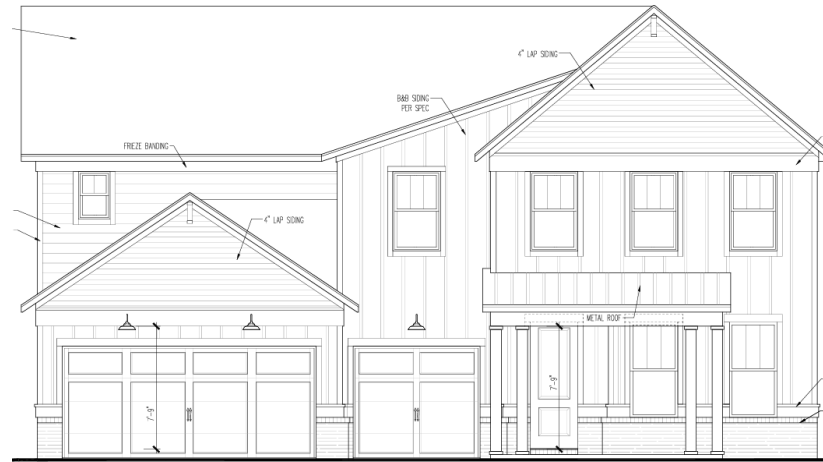 4" LAP SIDING
B&B SIDING
PER SPEC
FRIEZE BANDING
4" LAP SIDING
METAL ROOF
7'-9"
7'-9"